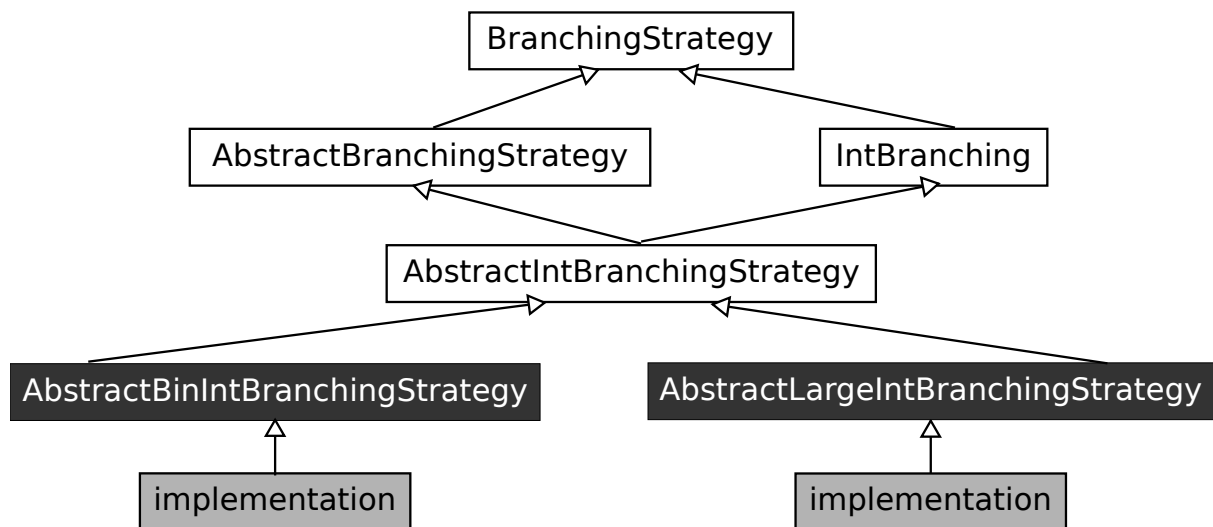 BranchingStrategy
AbstractBranchingStrategy
IntBranching
AbstractIntBranchingStrategy
AbstractBinIntBranchingStrategy
AbstractLargeIntBranchingStrategy
implementation
implementation